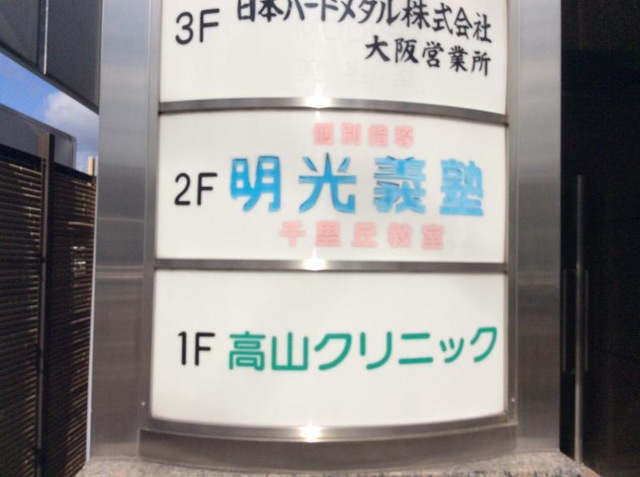 3F 日本ハードメタル株式会社
大阪営業所
個別指導
2F 明光義塾
千里丘教室
1F 高山クリニック